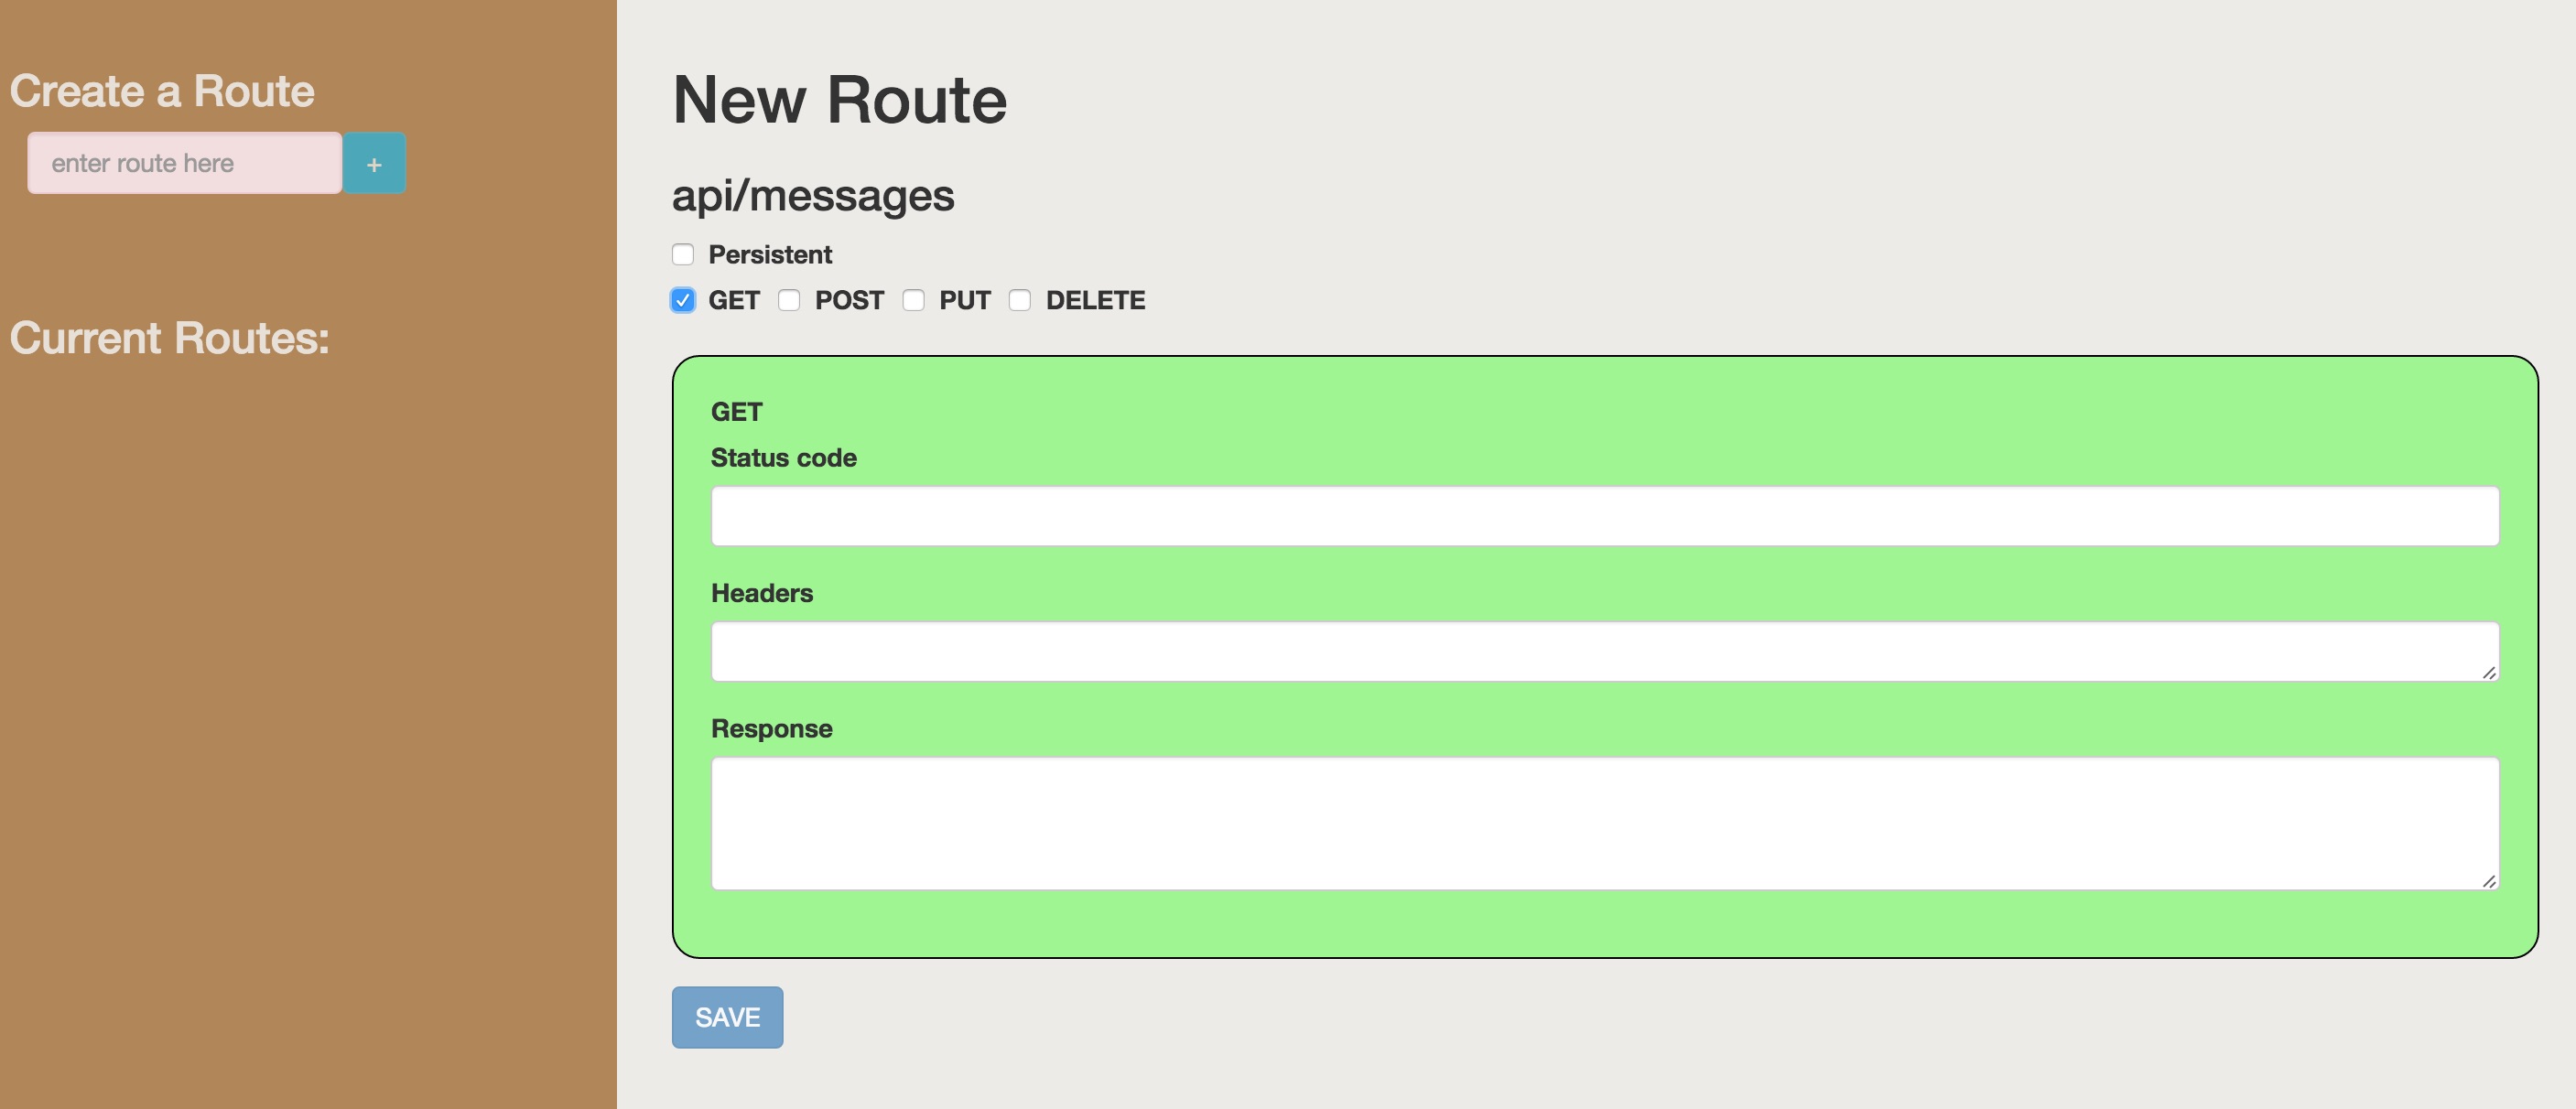 Create a Route
enter route here +
Current Routes:
New Route
api/messages
Persistent
GET POST PUT DELETE
GET
Status code
Headers
Response
SAVE